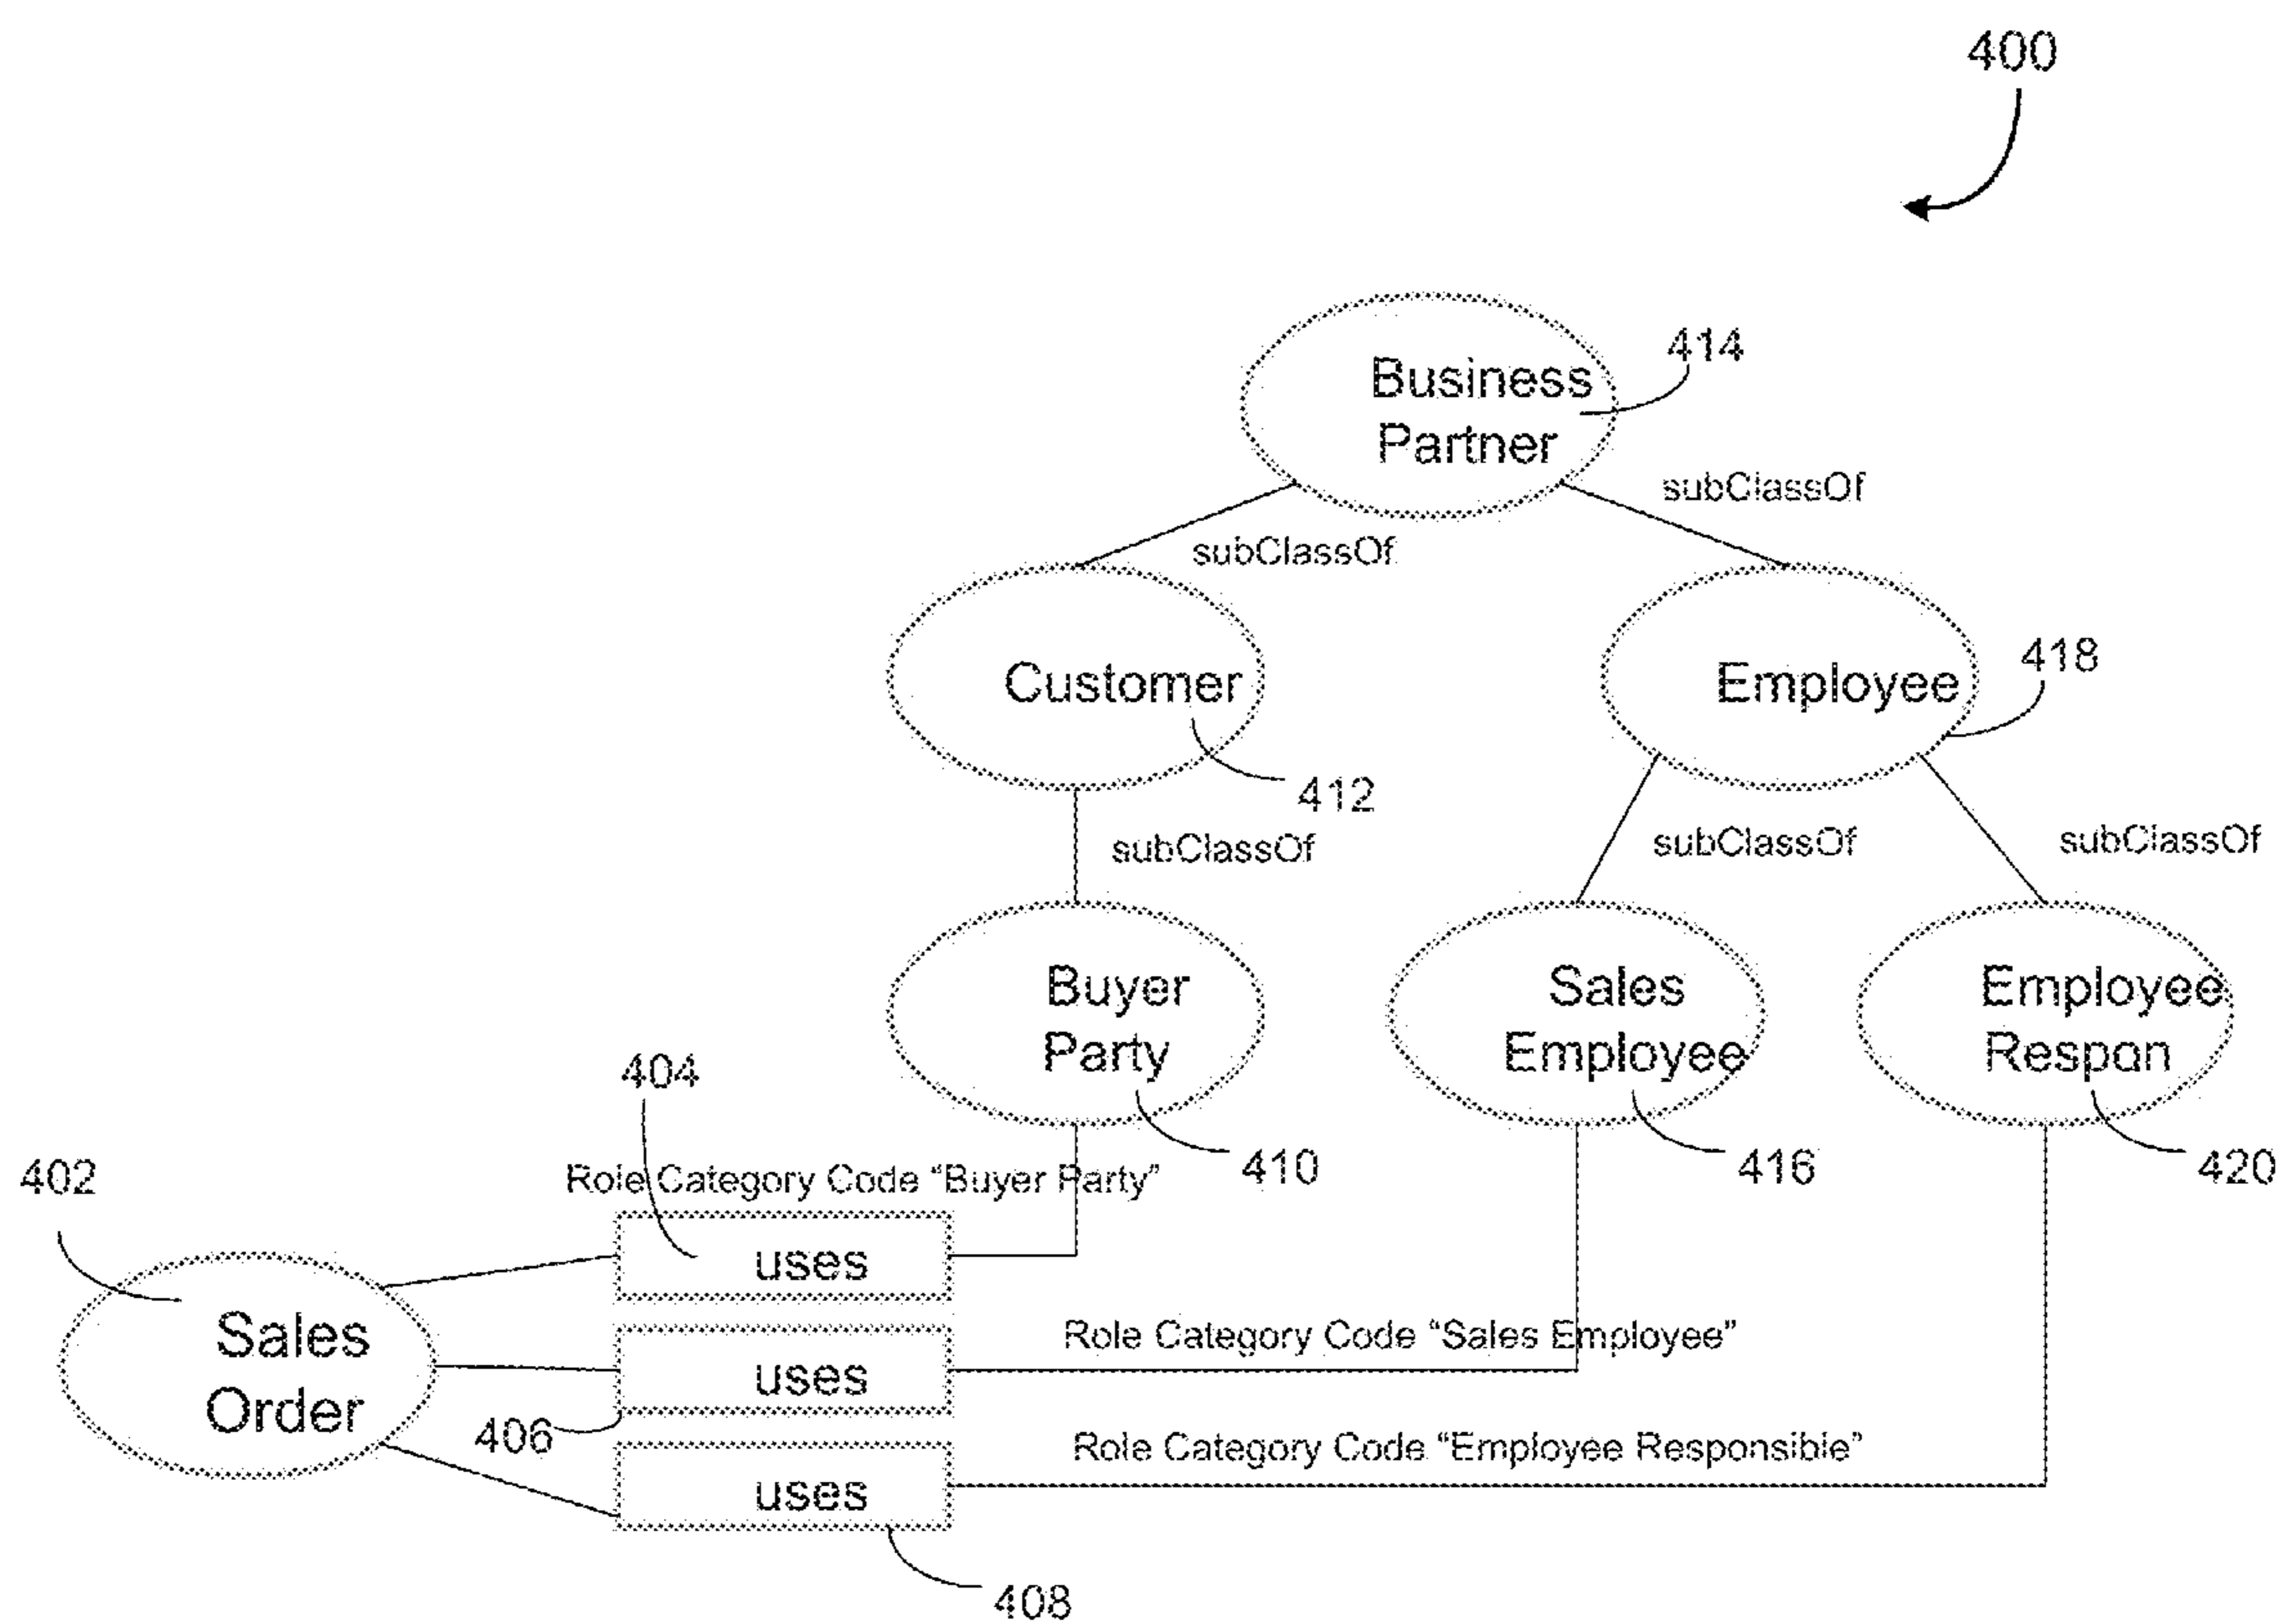 400
Business
Partner
414
subClassOf
subClassOf
Customer
412
Employee
418
subClassOf
subClassOf
subClassOf
Buyer
Party
410
Sales
Employee
416
Employee
Respon
420
404
402
Role Category Code “Buyer Party”
uses
Sales
Order
Role Category Code “Sales Employee”
uses
406
Role Category Code “Employee Responsible”
uses
408